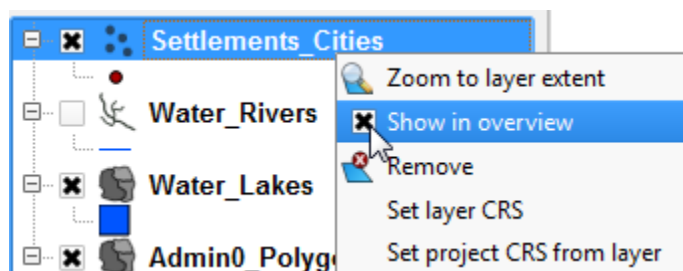 Settlements_Cities
Zoom to layer extent
Water_Rivers
Show in overview
Remove
Water_Lakes
Set layer CRS
Admin0_Polyg
Set project CRS from layer